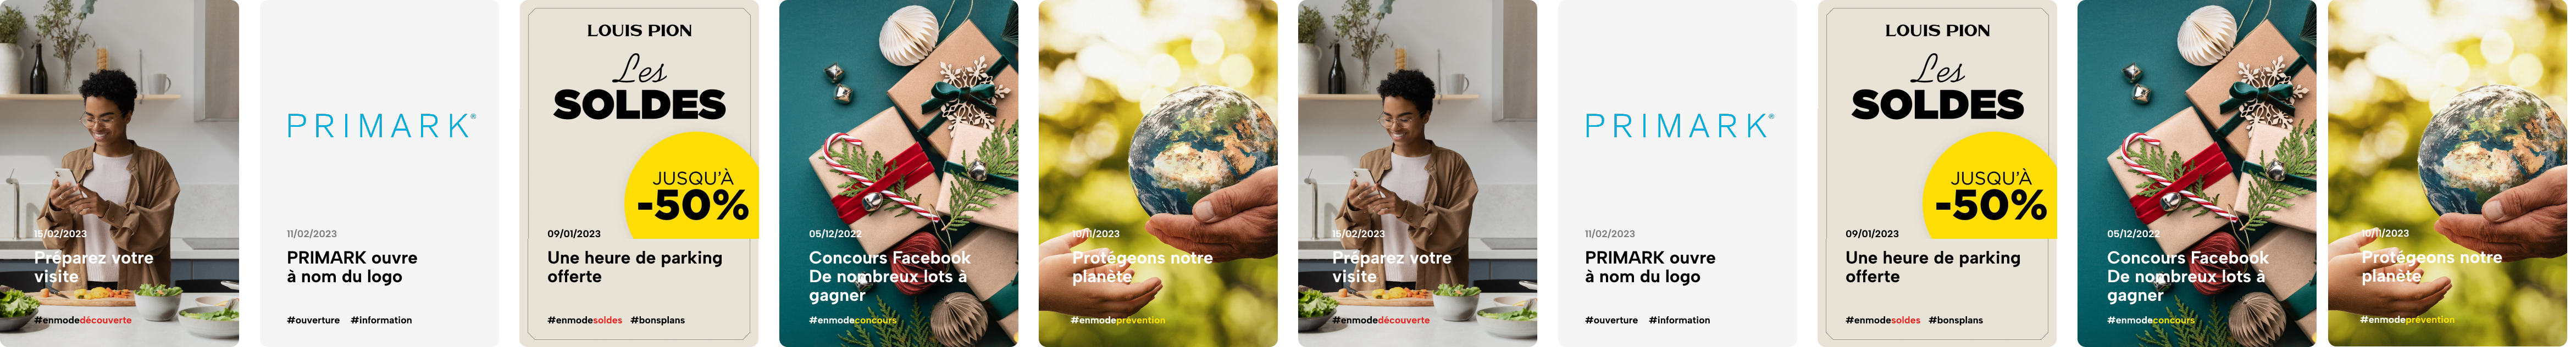 15/02/2023
Préparez votre
visite
#enmodedécouverte
PRIMARK®
11/02/2023
PRIMARK ouvre
à nom du logo
#ouverture #information
LOUIS PION
Les
SOLDES
JUSQU'À
-50%
09/01/2023
Une heure de parking
offerte
#enmodesoldes #bonsplans
05/12/2022
Concours Facebook
De nombreux lots à
gagner
#enmodeconcours
10/11/2023
Protégeons notre
planète
#enmodeprévention
15/02/2023
Préparez votre
visite
#enmodedécouverte
PRIMARK®
11/02/2023
PRIMARK ouvre
à nom du logo
#ouverture #information
LOUIS PION
Les
SOLDES
JUSQU'À
-50%
09/01/2023
Une heure de parking
offerte
#enmodesoldes #bonsplans
05/12/2022
Concours Facebook
De nombreux lots à
gagner
#enmodeconcours
10/11/2023
Protégeons notre
planète
#enmodeprévention